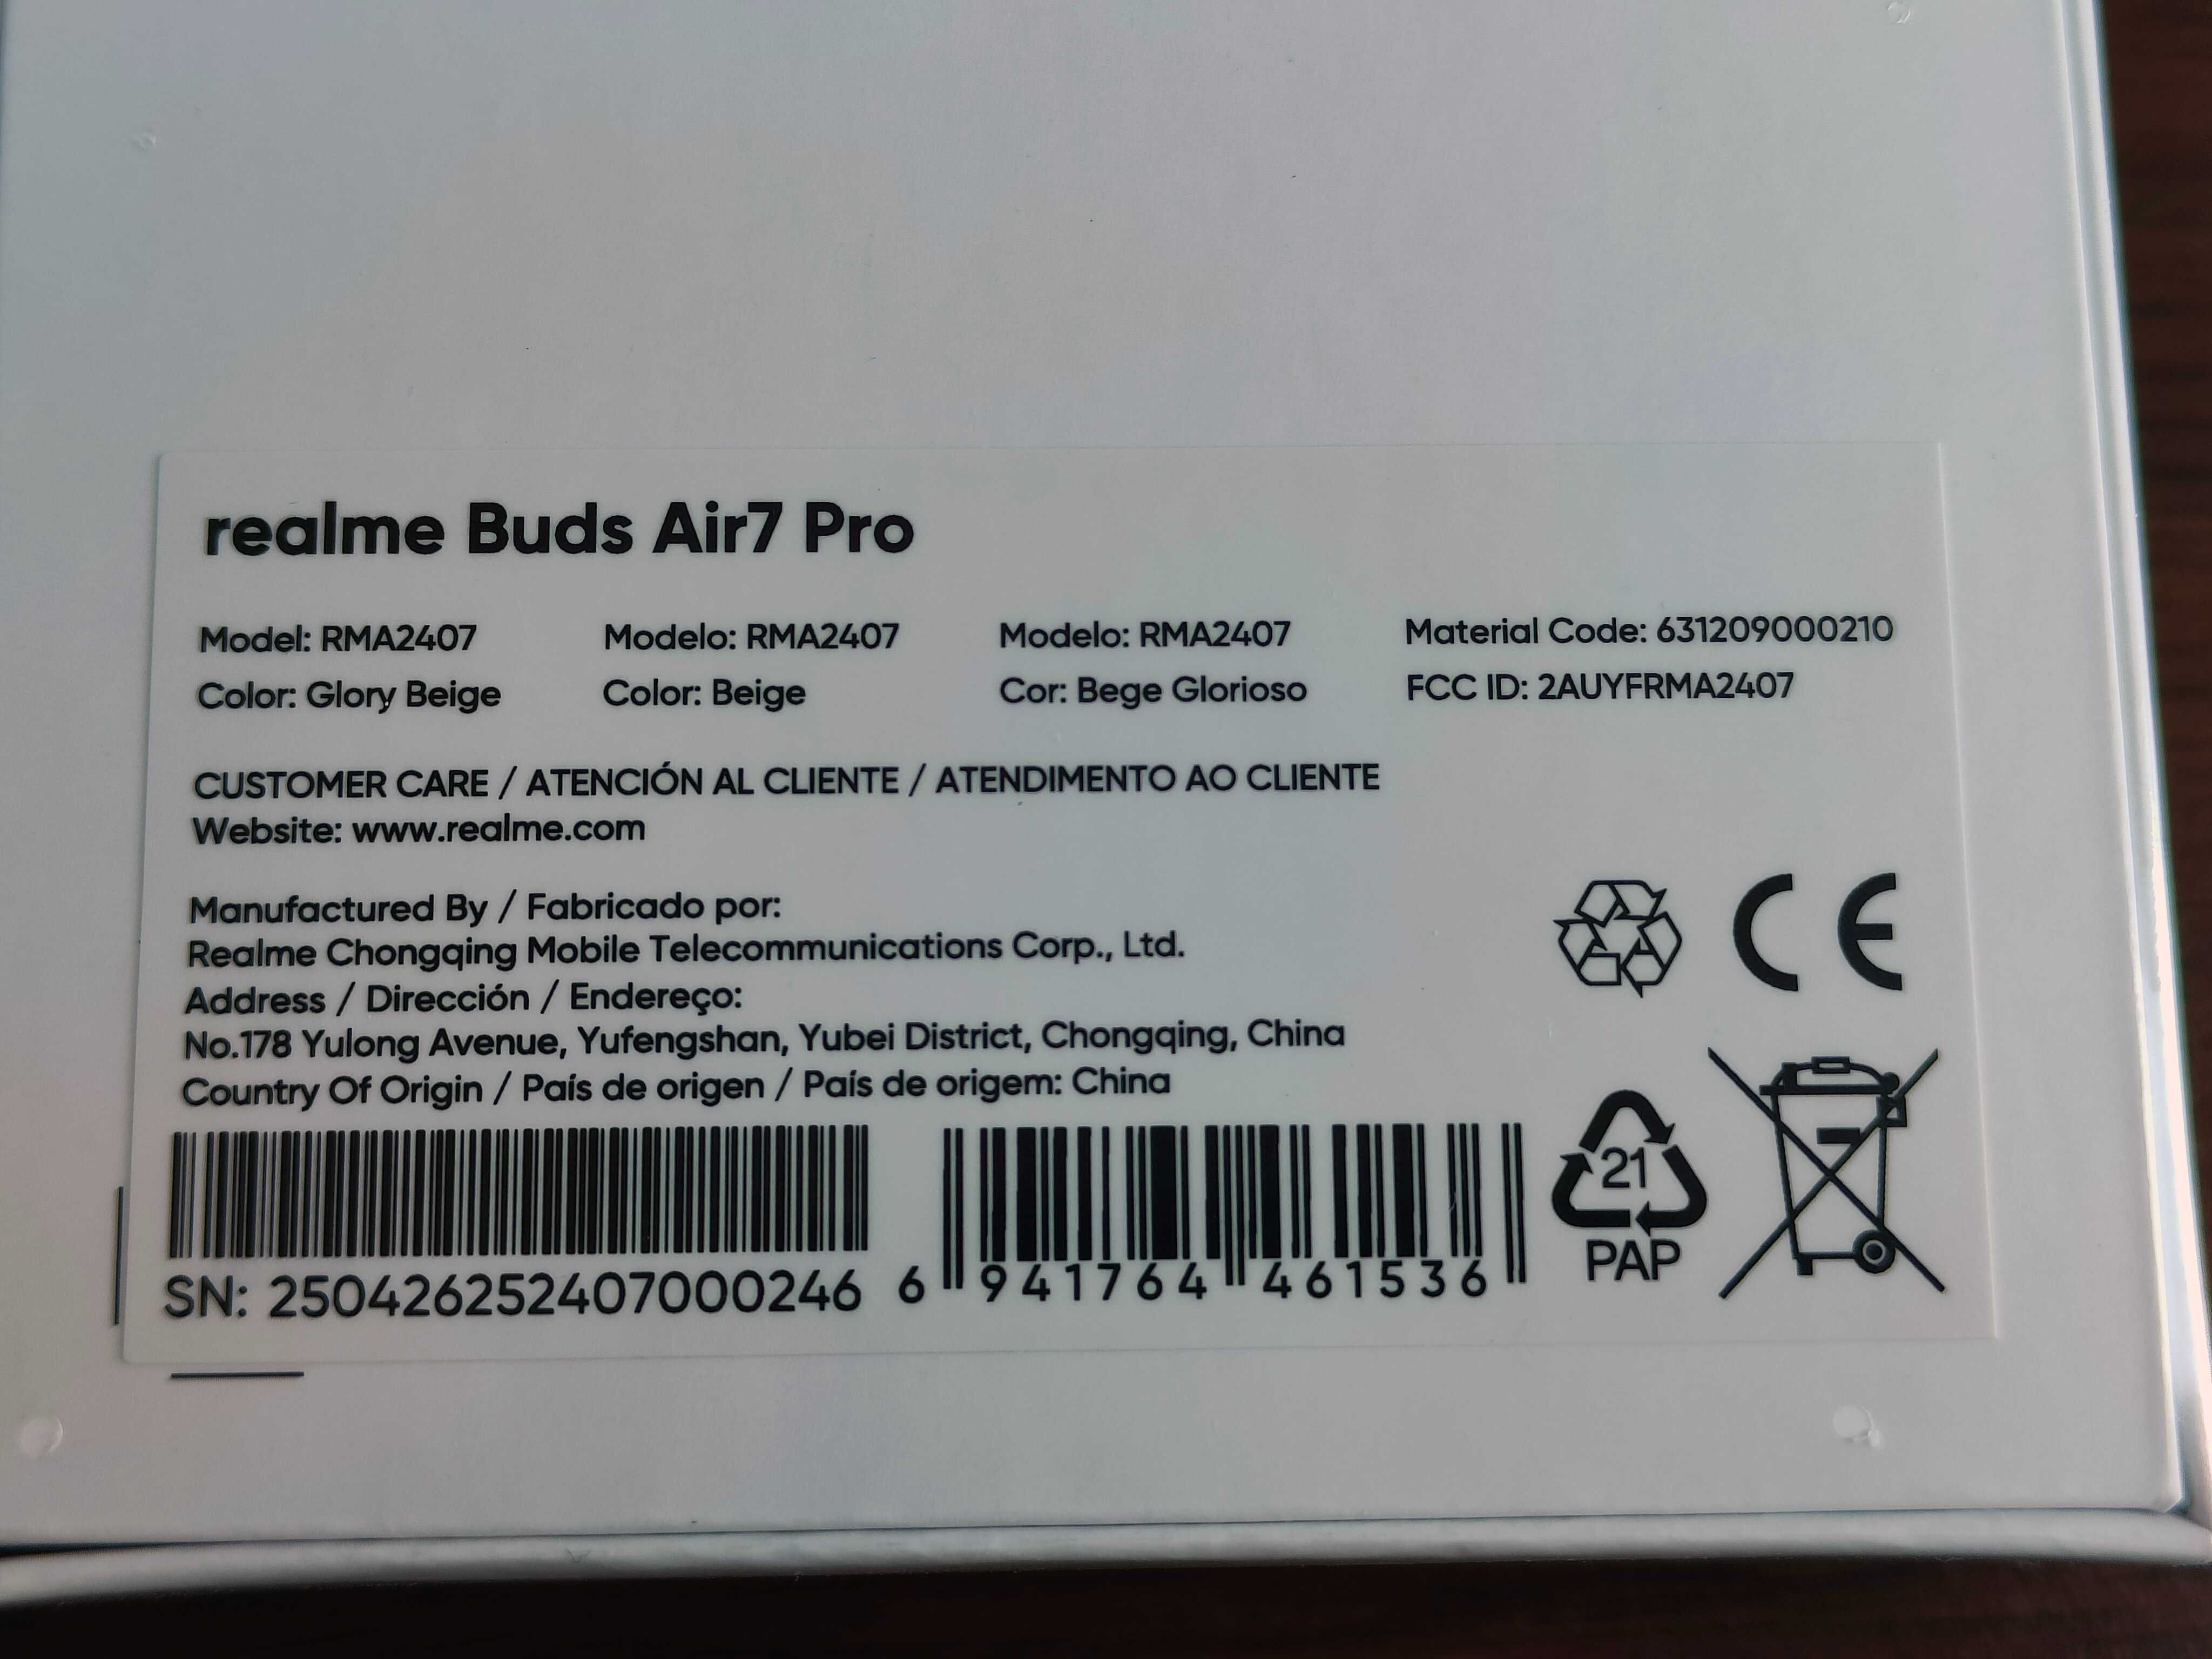 realme Buds Air7 Pro
Model: RMA2407 Modelo: RMA2407 Modelo: RMA2407 Material Code: 631209000210
Color: Glory Beige Color: Beige Cor: Bege Glorioso FCC ID: 2AUYFRMA2407
CUSTOMER CARE / ATENCIÓN AL CLIENTE / ATENDIMENTO AO CLIENTE
Website: www.realme.com
Manufactured By / Fabricado por:
Realme Chongqing Mobile Telecommunications Corp., Ltd.
Address / Dirección / Endereço:
No.178 Yulong Avenue, Yufengshan, Yubei District, Chongqing, China
Country Of Origin / País de origen / País de origem: China
SN: 250426252407000246
6 941764 461536
CE
21
PAP